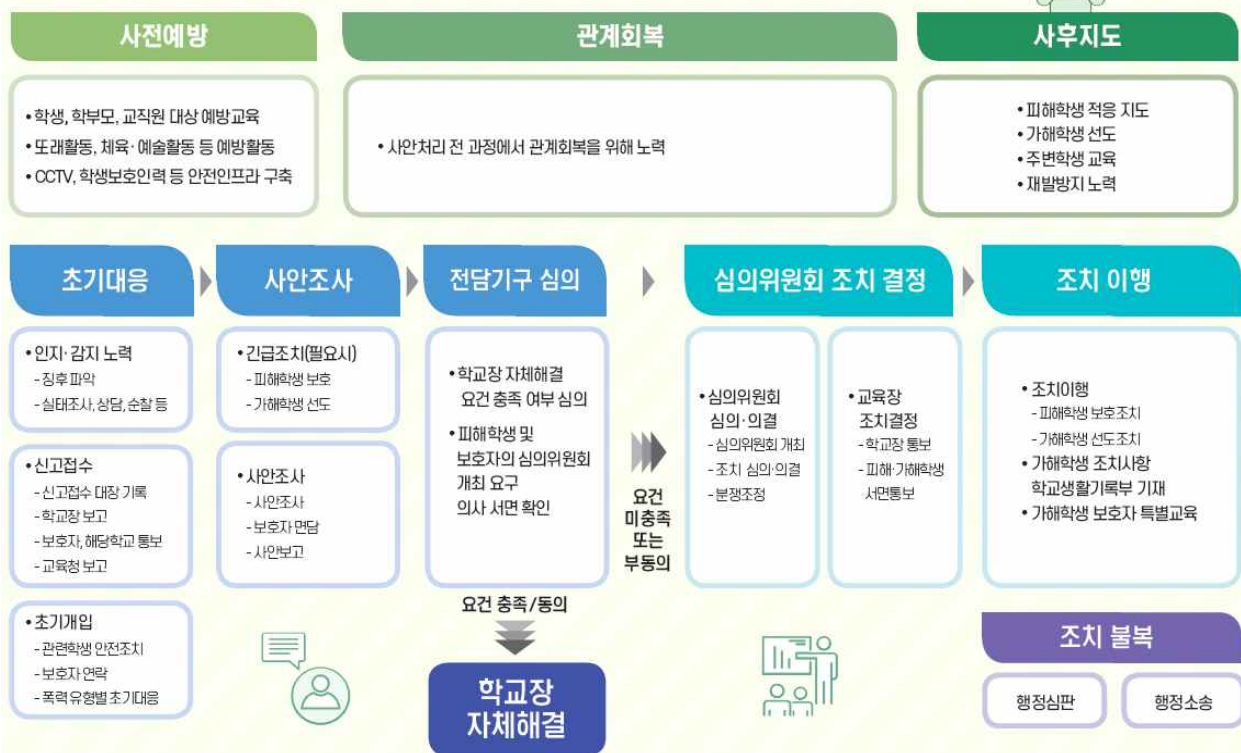 사전예방
• 학생, 학부모, 교직원 대상 예방교육
• 또래활동, 체육·예술활동 등 예방활동
• CCTV, 학생보호인력 등 안전인프라 구축
관계회복
• 사안처리 전 과정에서 관계회복을 위해 노력
사후지도
• 피해학생 적응 지도
• 가해학생 선도
• 주변학생 교육
• 재발방지 노력
초기대응
• 인지·감지 노력
- 징후 파악
- 실태조사, 상담, 순찰 등
• 신고접수
- 신고접수 대장 기록
- 학교장 보고
- 보호자, 해당학교 통보
- 교육청 보고
• 초기개입
- 관련학생 안전조치
- 보호자 연락
- 폭력 유형별 초기대응
사안조사
• 긴급조치(필요시)
- 피해학생 보호
- 가해학생 선도
• 사안조사
- 사안조사
- 보호자 면담
- 사안보고
전담기구 심의
• 학교장 자체해결
요건 충족 여부 심의
• 피해학생 및
보호자의 심의위원회
개최 요구
의사 서면 확인
요건 충족/동의
학교장
자체해결
요건
미충족
또는
부동의
심의위원회 조치 결정
• 심의위원회
심의·의결
- 심의위원회 개최
- 조치 심의·의결
- 분쟁조정
• 교육장
조치결정
- 학교장 통보
- 피해·가해학생
서면통보
조치 이행
• 조치이행
- 피해학생 보호조치
- 가해학생 선도조치
• 가해학생 조치사항
학교생활기록부 기재
• 가해학생 보호자 특별교육
조치 불복
행정심판
행정소송